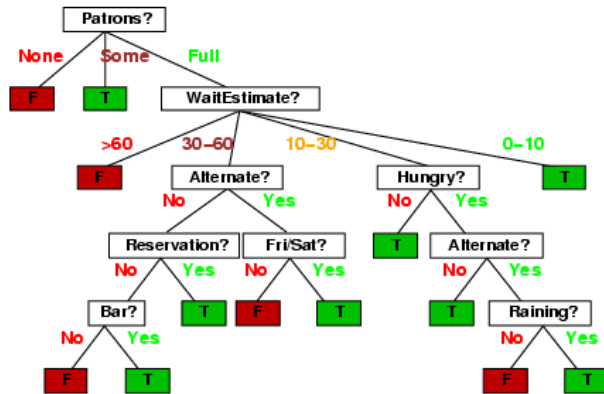 Patrons?
None Some Full
F T WaitEstimate?
>60 30-60 10-30 0-10
F Alternate? Hungry? T
No Yes No Yes
Reservation? Fri/Sat? T Alternate?
No Yes No Yes No Yes
Bar? T F T T Raining?
No Yes No Yes
F T F T